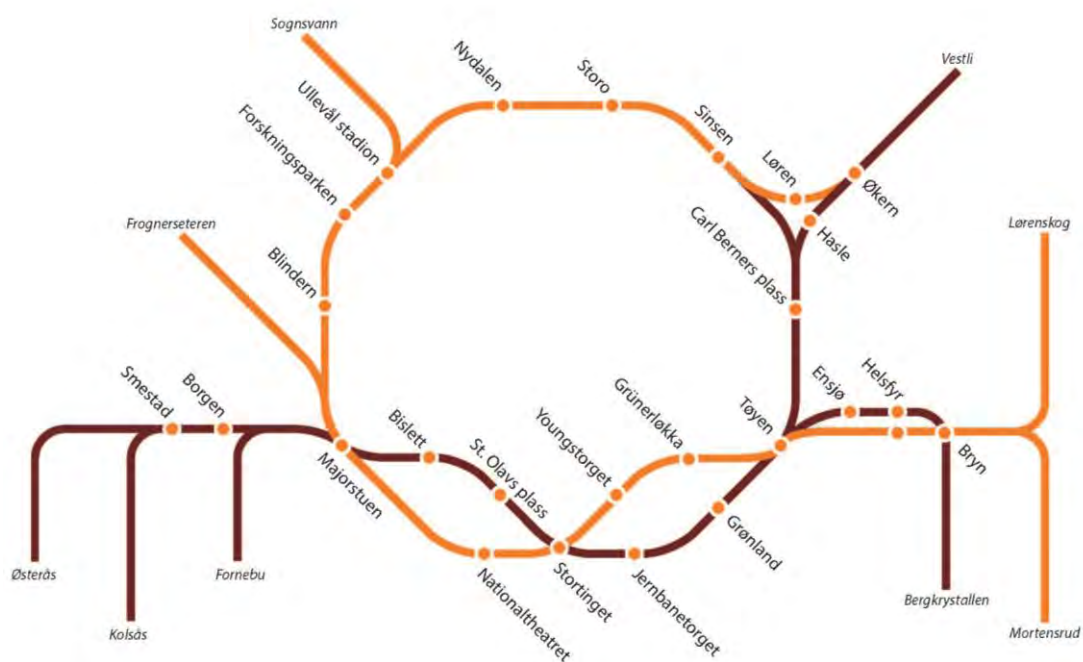 Sognsvann
Nydalen
Storo
Vestli
Ullevål stadion
Sinsen
Forskningsparken
Løren
Økern
Frognerseteren
Carl Berners plass
Hasle
Lørenskog
Blindern
Smestad
Borgen
Bislett
St. Olavs plass
Youngstorget
Grünerløkka
Tøyen
Ensjø
Helsfyr
Majorstuen
Bryn
Grønland
Østerås
Fornebu
Nationaltheatret
Stortinget
Jernbanetorget
Bergkrystallen
Kolsås
Mortensrud